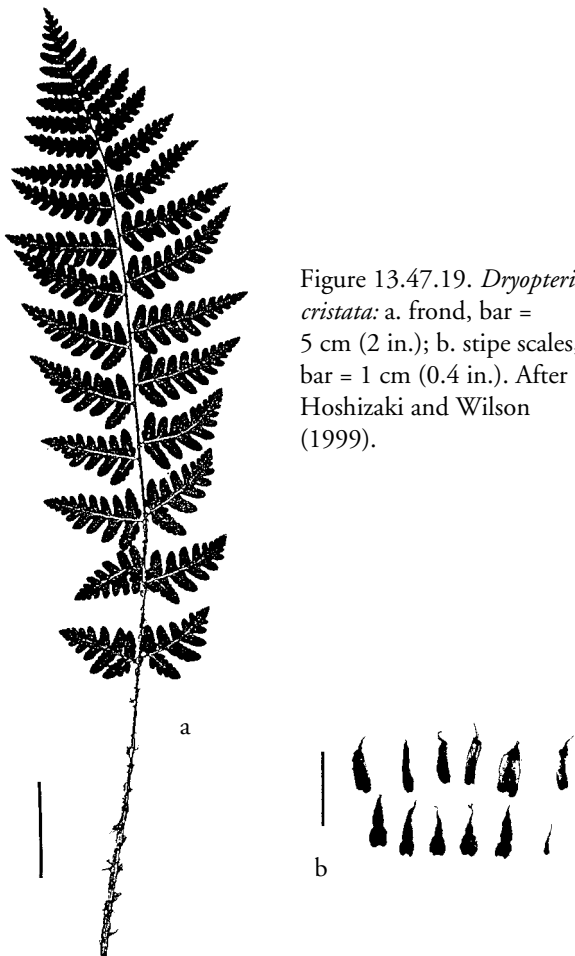 Figure 13.47.19. Dryopteri
cristata: a. frond, bar =
5 cm (2 in.); b. stipe scales,
bar = 1 cm (0.4 in.). After
Hoshizaki and Wilson
(1999).
a
b